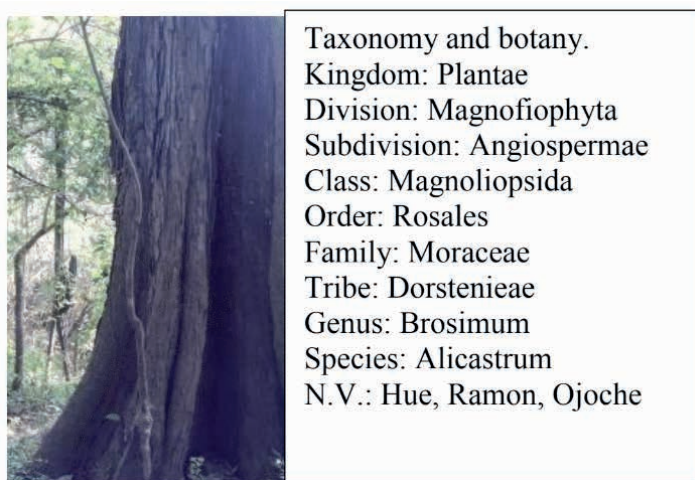 Taxonomy and botany.
Kingdom: Plantae
Division: Magnofiophyta
Subdivision: Angiospermae
Class: Magnoliopsida
Order: Rosales
Family: Moraceae
Tribe: Dorstenieae
Genus: Brosimum
Species: Alicastrum
N.V.: Hue, Ramon, Ojoche